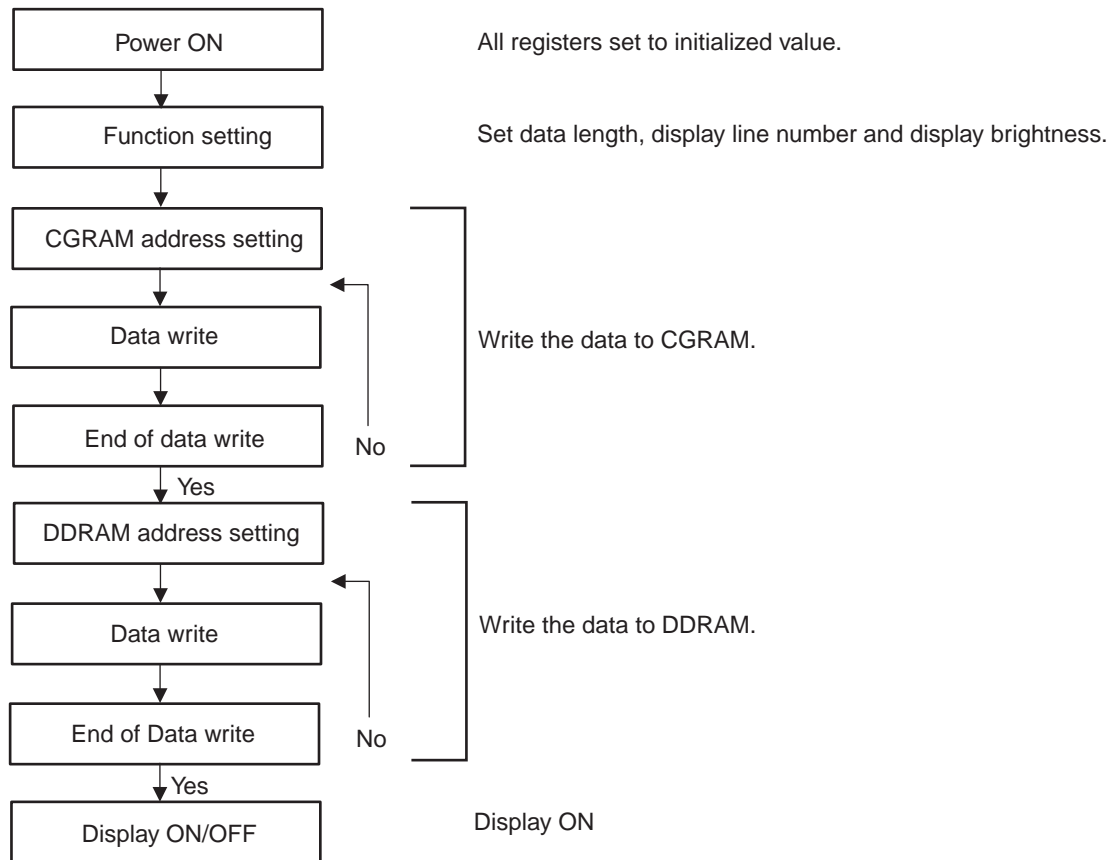 Power ON
All registers set to initialized value.
Function setting
Set data length, display line number and display brightness.
CGRAM address setting
Data write
Write the data to CGRAM.
End of data write
No
Yes
DDRAM address setting
Data write
Write the data to DDRAM.
End of Data write
No
Yes
Display ON/OFF
Display ON